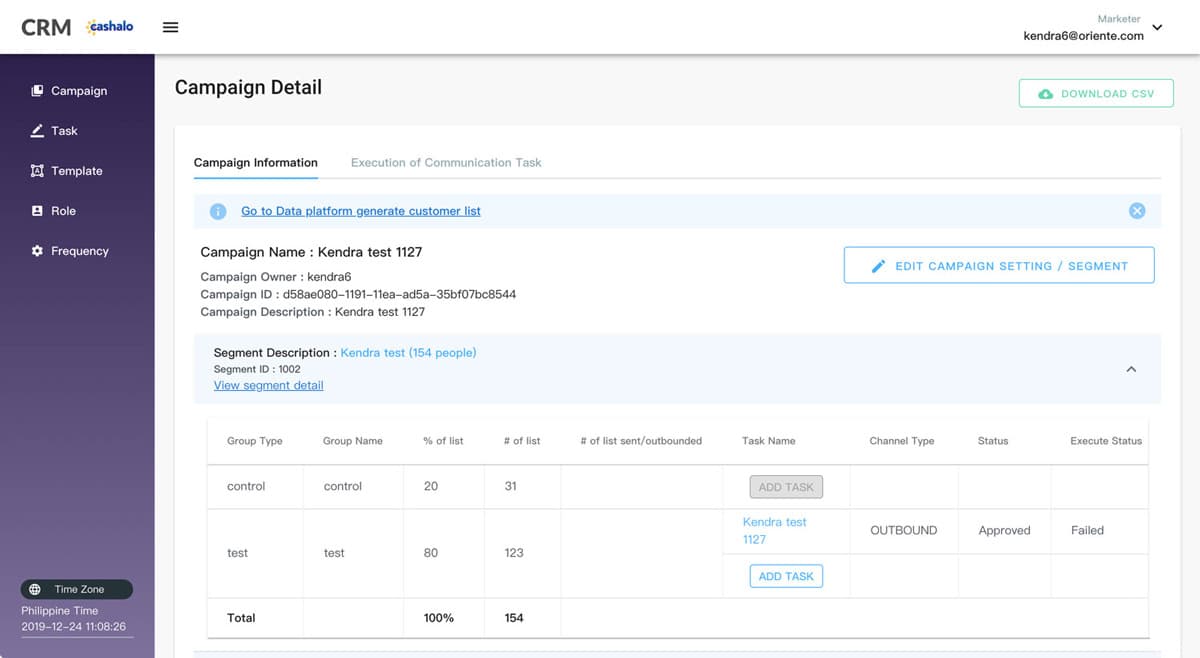 CRM cashalo
Marketer
kendra6@oriente.com
Campaign
Task
Template
Role
Frequency
Time Zone
Philippine Time
2019-12-24 11:08:26
Campaign Detail
DOWNLOAD CSV
Campaign Information Execution of Communication Task
Go to Data platform generate customer list
Campaign Name : Kendra test 1127
EDIT CAMPAIGN SETTING / SEGMENT
Campaign Owner : kendra6
Campaign ID : d58ae080-1191-11ea-ad5a-35bf07bc8544
Campaign Description : Kendra test 1127
Segment Description : Kendra test (154 people)
Segment ID : 1002
View segment detail
Group Type Group Name % of list # of list # of list sent/outbounded Task Name Channel Type Status Execute Status
control control 20 31 ADD TASK
test test 80 123 Kendra test 1127 OUTBOUND Approved Failed
ADD TASK
Total 100% 154